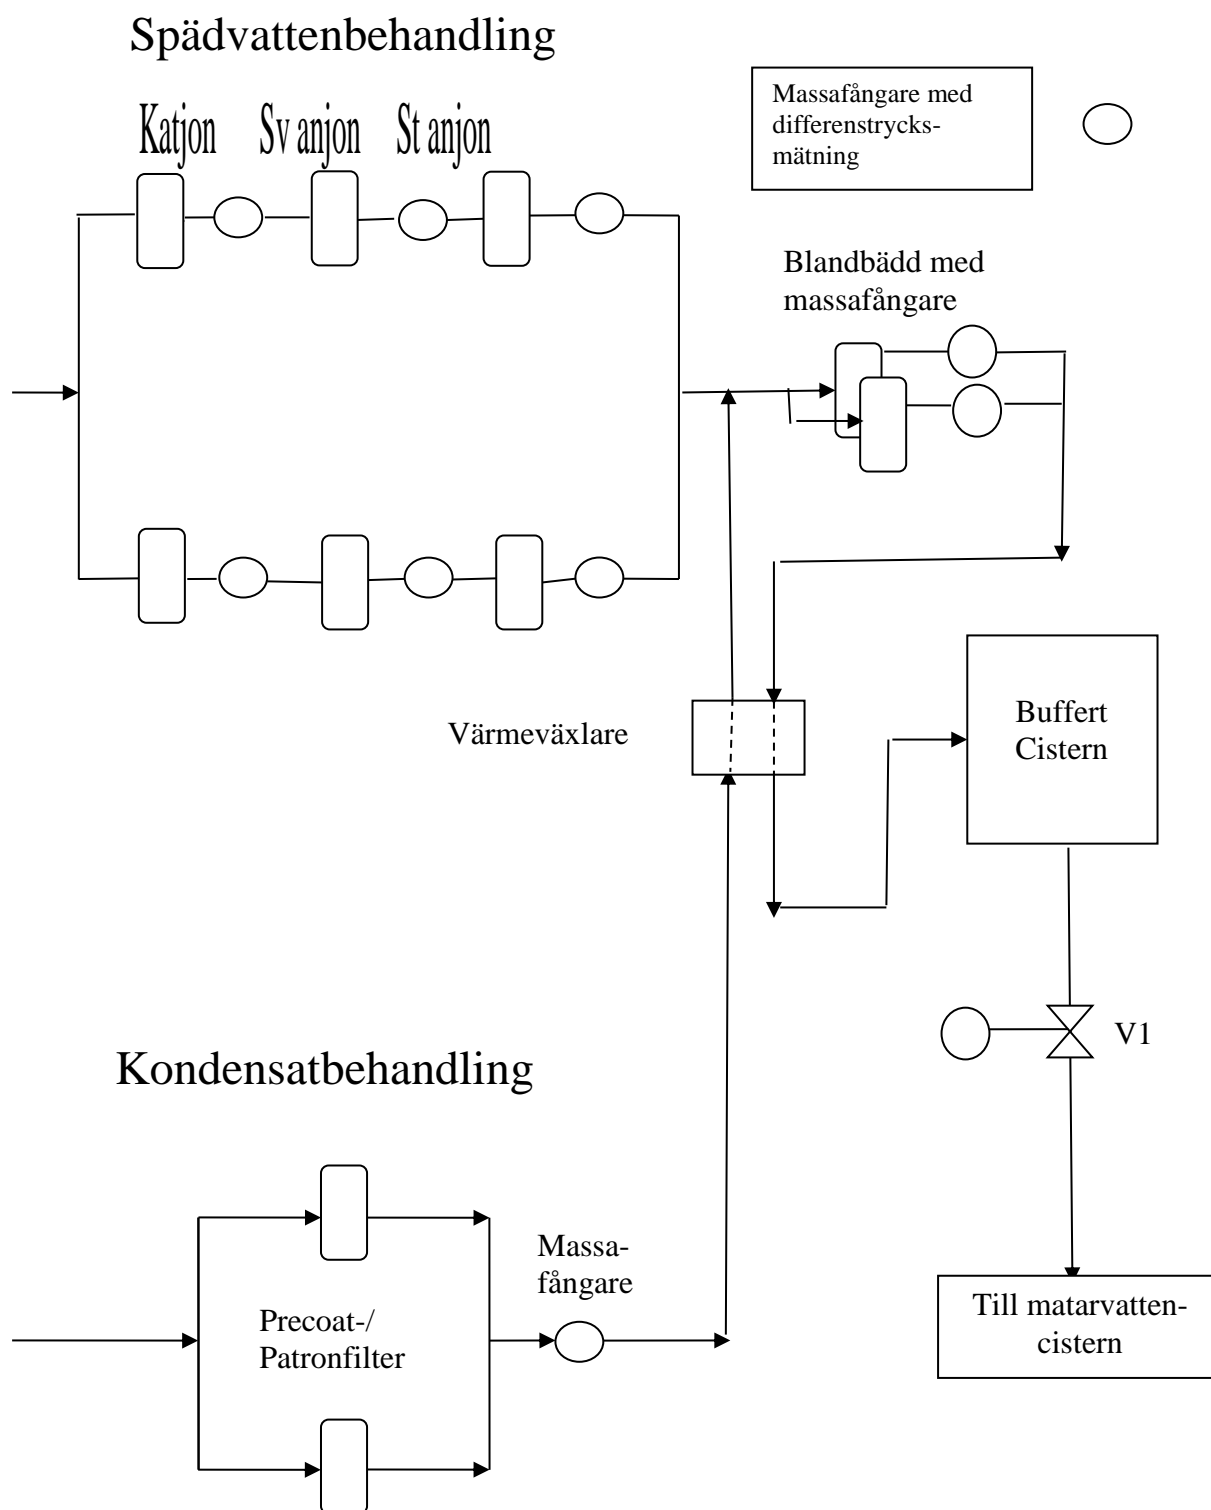 Spädvattenbehandling
Katjon
Sv anjon
St anjon
Massafångare med
differenstrycks-
mätning
Blandbädd med
massafångare
Värmeväxlare
Buffert
Cistern
V1
Kondensatbehandling
Massa-
fångare
Precoat-/
Patronfilter
Till matarvatten-
cistern